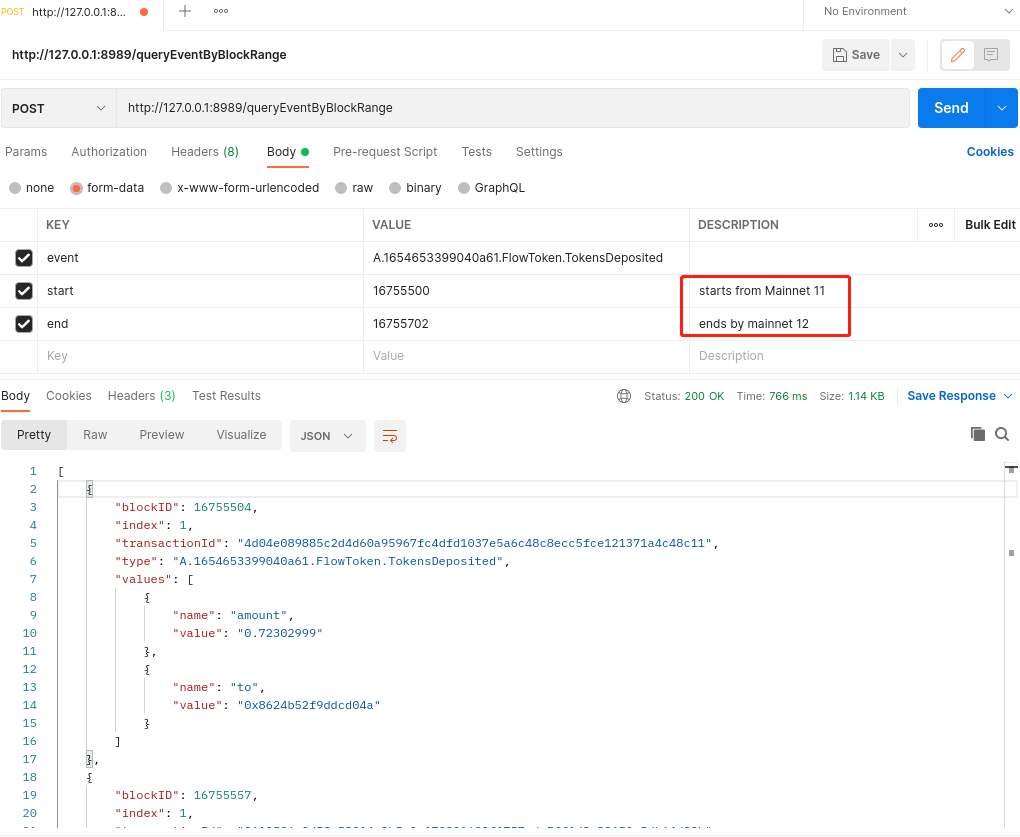 POST http://127.0.0.1:8...
No Environment
http://127.0.0.1:8989/queryEventByBlockRange
Save
POST http://127.0.0.1:8989/queryEventByBlockRange Send
Params Authorization Headers (8) Body Pre-request Script Tests Settings Cookies
none form-data x-www-form-urlencoded raw binary GraphQL
KEY VALUE DESCRIPTION Bulk Edit
event A.1654653399040a61.FlowToken.TokensDeposited
start 16755500 starts from Mainnet 11
end 16755702 ends by mainnet 12
Key Value Description
Body Cookies Headers (3) Test Results Status: 200 OK Time: 766 ms Size: 1.14 KB Save Response
Pretty Raw Preview Visualize JSON
1 [
2 {
3 "blockID": 16755504,
4 "index": 1,
5 "transactionId": "4d04e089885c2d4d60a95967fc4dfd1037e5a6c48c8ecc5fce121371a4c48c11",
6 "type": "A.1654653399040a61.FlowToken.TokensDeposited",
7 "values": [
8 {
9 "name": "amount",
10 "value": "0.72302999"
11 },
12 {
13 "name": "to",
14 "value": "0x8624b52f9ddcd04a"
15 }
16 ]
17 },
18 {
19 "blockID": 16755557,
20 "index": 1,